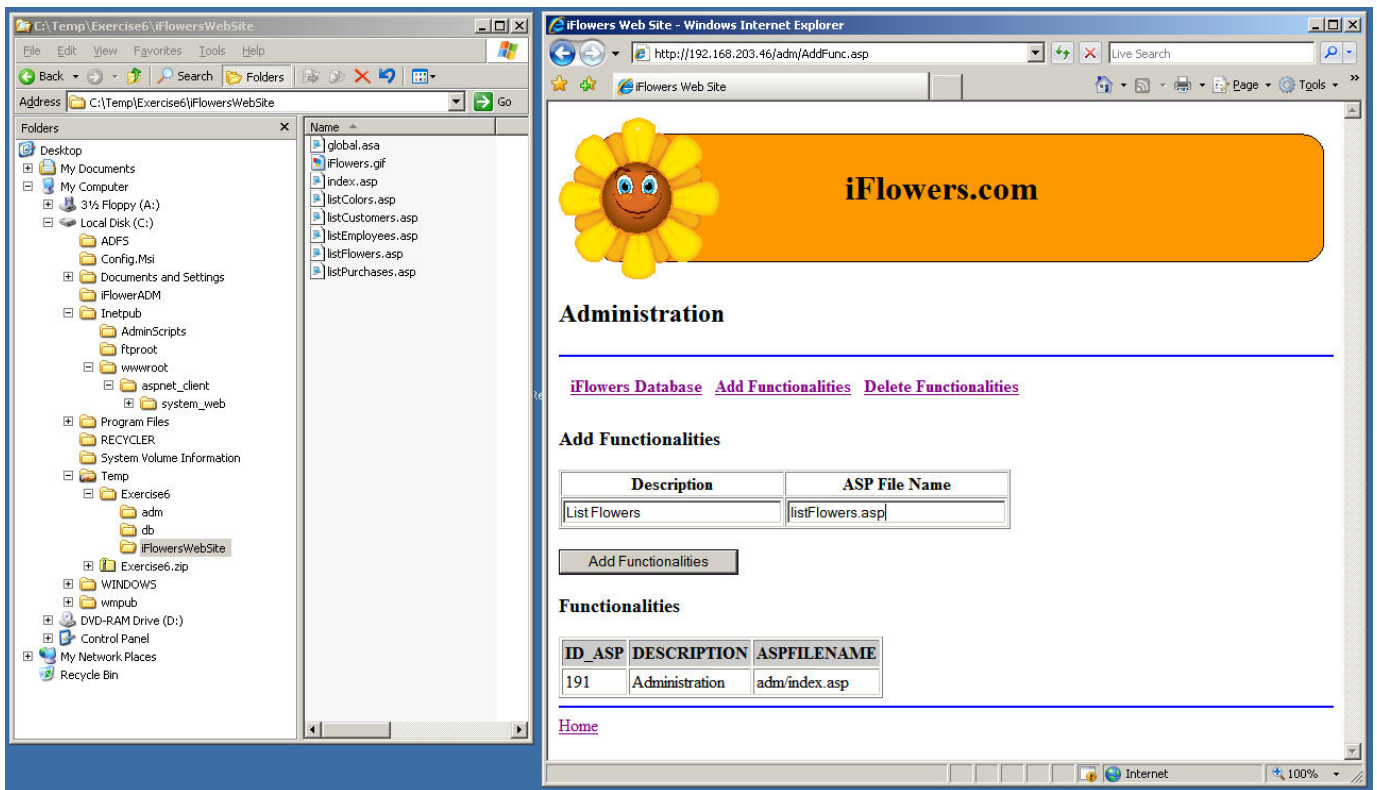 C:\Temp\Exercise6\iFlowersWebSite
File Edit View Favorites Tools Help
Back Search Folders
Address C:\Temp\Exercise6\iFlowersWebSite Go
Folders
Desktop
My Documents
My Computer
3½ Floppy (A:)
Local Disk (C:)
ADFS
Config.Msi
Documents and Settings
iFlowerADM
Inetpub
AdminScripts
ftproot
wwwroot
aspnet_client
system_web
Program Files
RECYCLER
System Volume Information
Temp
Exercise6
adm
db
iFlowersWebSite
Exercise6.zip
WINDOWS
wmpub
DVD-RAM Drive (D:)
Control Panel
My Network Places
Recycle Bin
Name
global.asa
iFlowers.gif
index.asp
listColors.asp
listCustomers.asp
listEmployees.asp
listFlowers.asp
listPurchases.asp
Re
iFlowers Web Site - Windows Internet Explorer
http://192.168.203.46/adm/AddFunc.asp Live Search
iFlowers Web Site Page Tools
iFlowers.com
Administration
iFlowers Database Add Functionalities Delete Functionalities
Add Functionalities
Description ASP File Name
List Flowers listFlowers.asp
Add Functionalities
Functionalities
ID_ASP DESCRIPTION ASPFILENAME
191 Administration adm/index.asp
Home
Internet 100%